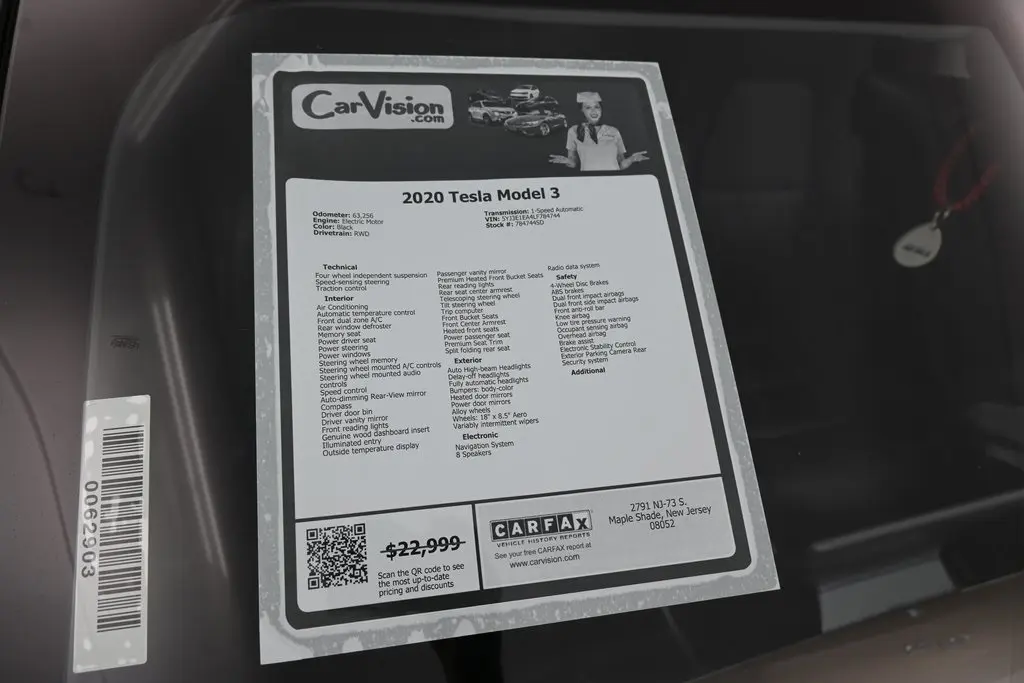 CarVision
.com
2020 Tesla Model 3
Odometer: 63,256
Engine: Electric Motor
Color: Black
Drivetrain: RWD
Transmission: 1-Speed Automatic
VIN: 5YJ3E1EA4LF784744
Stock #: 784744SD
Technical
Four wheel independent suspension
Speed-sensing steering
Traction control
Interior
Air Conditioning
Automatic temperature control
Front dual zone A/C
Rear window defroster
Memory seat
Power driver seat
Power steering
Power windows
Steering wheel memory
Steering wheel mounted A/C controls
Steering wheel mounted audio
controls
Speed control
Auto-dimming Rear-View mirror
Compass
Driver door bin
Driver vanity mirror
Front reading lights
Genuine wood dashboard insert
Illuminated entry
Outside temperature display
Passenger vanity mirror
Premium Heated Front Bucket Seats
Rear reading lights
Rear seat center armrest
Telescoping steering wheel
Tilt steering wheel
Trip computer
Front Bucket Seats
Front Center Armrest
Heated front seats
Power passenger seat
Premium Seat Trim
Split folding rear seat
Exterior
Auto High-beam Headlights
Delay-off headlights
Fully automatic headlights
Bumpers: body-color
Heated door mirrors
Power door mirrors
Alloy wheels
Wheels: 18" x 8.5" Aero
Variably intermittent wipers
Electronic
Navigation System
8 Speakers
Radio data system
Safety
4-Wheel Disc Brakes
ABS brakes
Dual front impact airbags
Dual front side impact airbags
Front anti-roll bar
Knee airbag
Low tire pressure warning
Occupant sensing airbag
Overhead airbag
Brake assist
Electronic Stability Control
Exterior Parking Camera Rear
Security system
Additional
$22,999
Scan the QR code to see
the most up-to-date
pricing and discounts
CARFAX
VEHICLE HISTORY REPORTS
See your free CARFAX report at
www.carvision.com
2791 NJ-73 S.
Maple Shade, New Jersey
08052
0062903